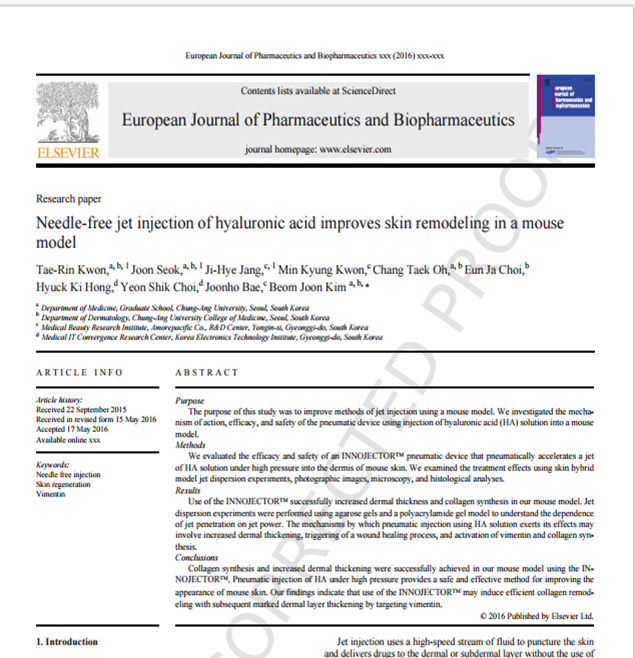 European Journal of Pharmaceutics and Biopharmaceutics xxx (2016) xxx-xxx
Contents lists available at ScienceDirect
European Journal of Pharmaceutics and Biopharmaceutics
journal homepage: www.elsevier.com
ELSEVIER
Research paper
Needle-free jet injection of hyaluronic acid improves skin remodeling in a mouse
model
Tae-Rin Kwon,a, b, 1 Joon Seok,a, b, 1 Ji-Hye Jang,c, 1 Min Kyung Kwon,c Chang Taek Oh,a, b Eun Ja Choi,b
Hyuck Ki Hong,d Yeon Shik Choi,d Joonho Bae,c Beom Joon Kim a, b, *
a Department of Medicine, Graduate School, Chung-Ang University, Seoul, South Korea
b Department of Dermatology, Chung-Ang University College of Medicine, Seoul, South Korea
c Medical Beauty Research Institute, Amorepacific Co., R&D Center, Yongin-si, Gyeonggi-do, South Korea
d Medical IT Convergence Research Center, Korea Electronics Technology Institute, Gyeonggi-do, South Korea
ARTICLE INFO
Article history:
Received 22 September 2015
Received in revised form 15 May 2016
Accepted 17 May 2016
Available online xxx
Keywords:
Needle free injection
Skin regeneration
Vimentin
ABSTRACT
Purpose
The purpose of this study was to improve methods of jet injection using a mouse model. We investigated the mecha-
nism of action, efficacy, and safety of the pneumatic device using injection of hyaluronic acid (HA) solution into a mouse
model.
Methods
We evaluated the efficacy and safety of an INNOJECTOR™ pneumatic device that pneumatically accelerates a jet
of HA solution under high pressure into the dermis of mouse skin. We examined the treatment effects using skin hybrid
model jet dispersion experiments, photographic images, microscopy, and histological analyses.
Results
Use of the INNOJECTOR™ successfully increased dermal thickness and collagen synthesis in our mouse model. Jet
dispersion experiments were performed using agarose gels and a polyacrylamide gel model to understand the dependence
of jet penetration on jet power. The mechanisms by which pneumatic injection using HA solution exerts its effects may
involve increased dermal thickening, triggering of a wound healing process, and activation of vimentin and collagen syn-
thesis.
Conclusions
Collagen synthesis and increased dermal thickening were successfully achieved in our mouse model using the IN-
NOJECTOR™. Pneumatic injection of HA under high pressure provides a safe and effective method for improving the
appearance of mouse skin. Our findings indicate that use of the INNOJECTOR™ may induce efficient collagen remod-
eling with subsequent marked dermal layer thickening by targeting vimentin.
© 2016 Published by Elsevier Ltd.
1. Introduction
Jet injection uses a high-speed stream of fluid to puncture the skin
and delivers drugs to the dermal or subdermal layer without the use of